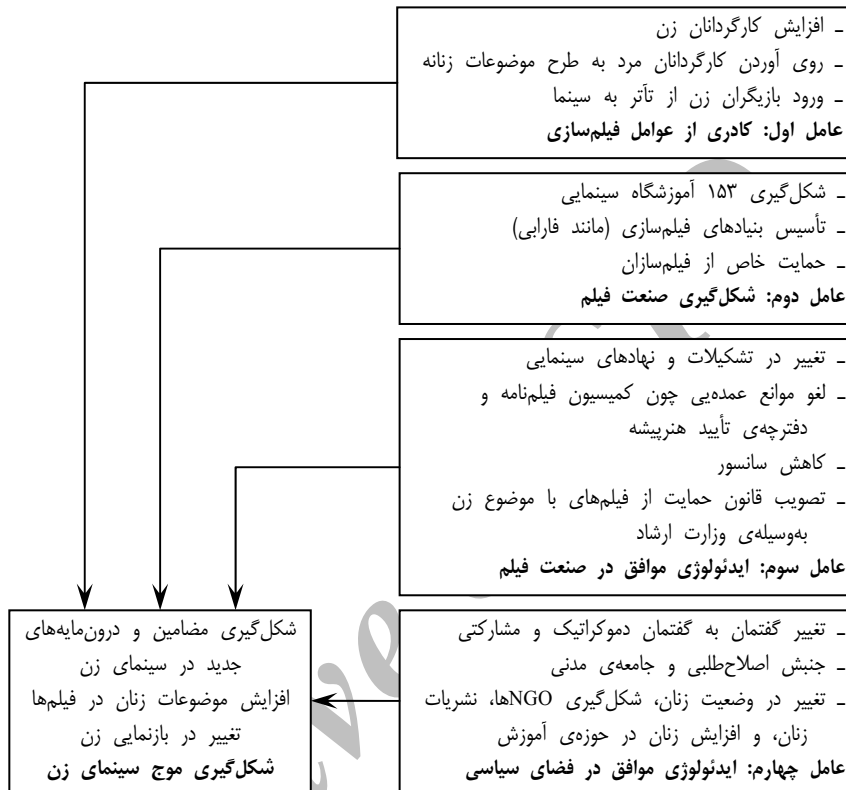 ـ افزایش کارگردانان زن
ـ روی آوردن کارگردانان مرد به طرح موضوعات زنانه
ـ ورود بازیگران زن از تآتر به سینما
عامل اول: کادری از عوامل فیلم‌سازی
ـ شکل‌گیری ۱۵۳ آموزشگاه سینمایی
ـ تأسیس بنیادهای فیلم‌سازی (مانند فارابی)
ـ حمایت خاص از فیلم‌سازان
عامل دوم: شکل‌گیری صنعت فیلم
ـ تغییر در تشکیلات و نهادهای سینمایی
ـ لغو موانع عمده‌یی چون کمیسیون فیلم‌نامه و
دفترچه‌ی تأیید هنرپیشه
ـ کاهش سانسور
ـ تصویب قانون حمایت از فیلم‌های با موضوع زن
به‌وسیله‌ی وزارت ارشاد
عامل سوم: ایدئولوژی موافق در صنعت فیلم
ـ تغییر گفتمان به گفتمان دموکراتیک و مشارکتی
ـ جنبش اصلاح‌طلبی و جامعه‌ی مدنی
ـ تغییر در وضعیت زنان، شکل‌گیری NGOها، نشریات
زنان، و افزایش زنان در حوزه‌ی آموزش
عامل چهارم: ایدئولوژی موافق در فضای سیاسی
شکل‌گیری مضامین و درون‌مایه‌های
جدید در سینمای زن
افزایش موضوعات زنان در فیلم‌ها
تغییر در بازنمایی زن
شکل‌گیری موج سینمای زن